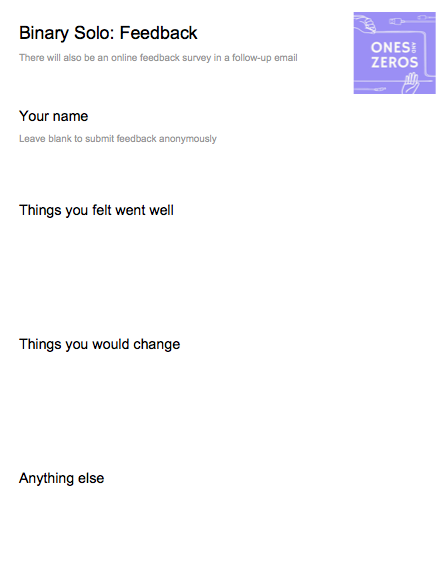 Binary Solo: Feedback
There will also be an online feedback survey in a follow-up email
ONES AND
ZEROS
Your name
Leave blank to submit feedback anonymously
Things you felt went well
Things you would change
Anything else